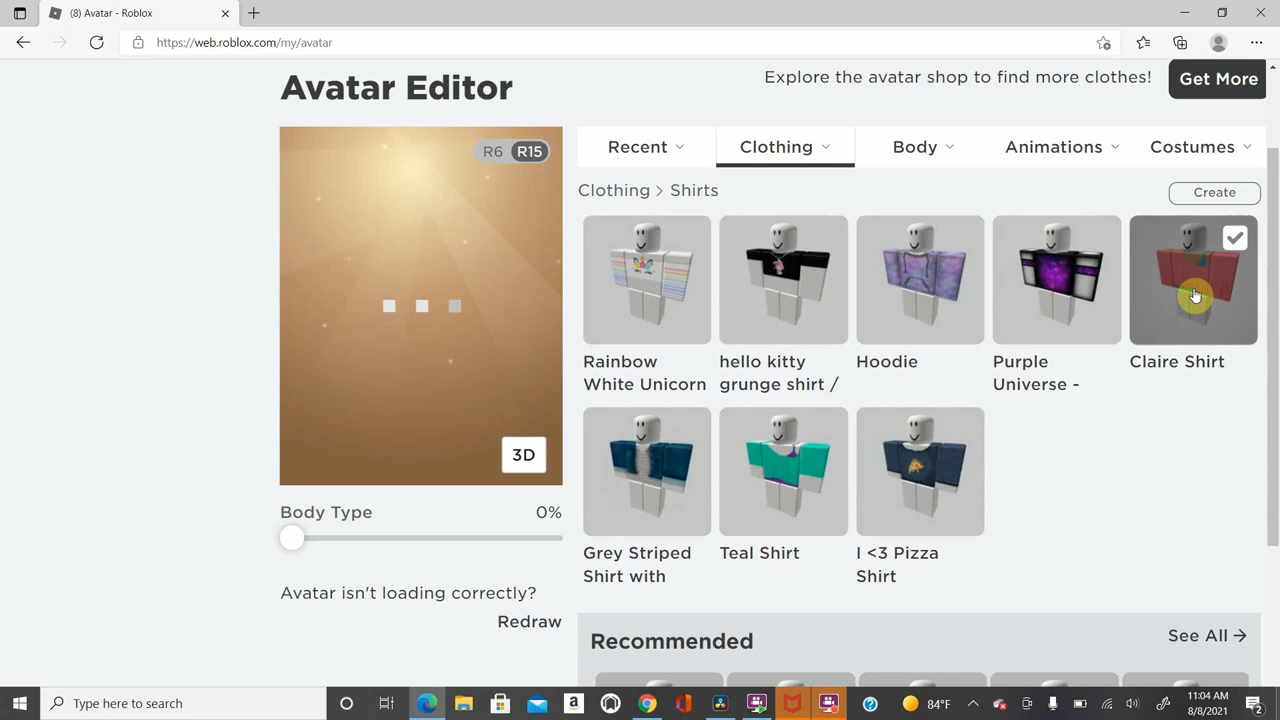 (8) Avatar - Roblox
https://web.roblox.com/my/avatar
Avatar Editor
Explore the avatar shop to find more clothes!
Get More
R6 R15
Recent
Clothing
Body
Animations
Costumes
Clothing > Shirts
Create
Rainbow
White Unicorn
hello kitty
grunge shirt /
Hoodie
Purple
Universe -
Claire Shirt
3D
Body Type 0%
Grey Striped
Shirt with
Teal Shirt
I <3 Pizza
Shirt
Avatar isn't loading correctly?
Redraw
Recommended
See All →
Type here to search
84°F
11:04 AM
8/8/2021
2